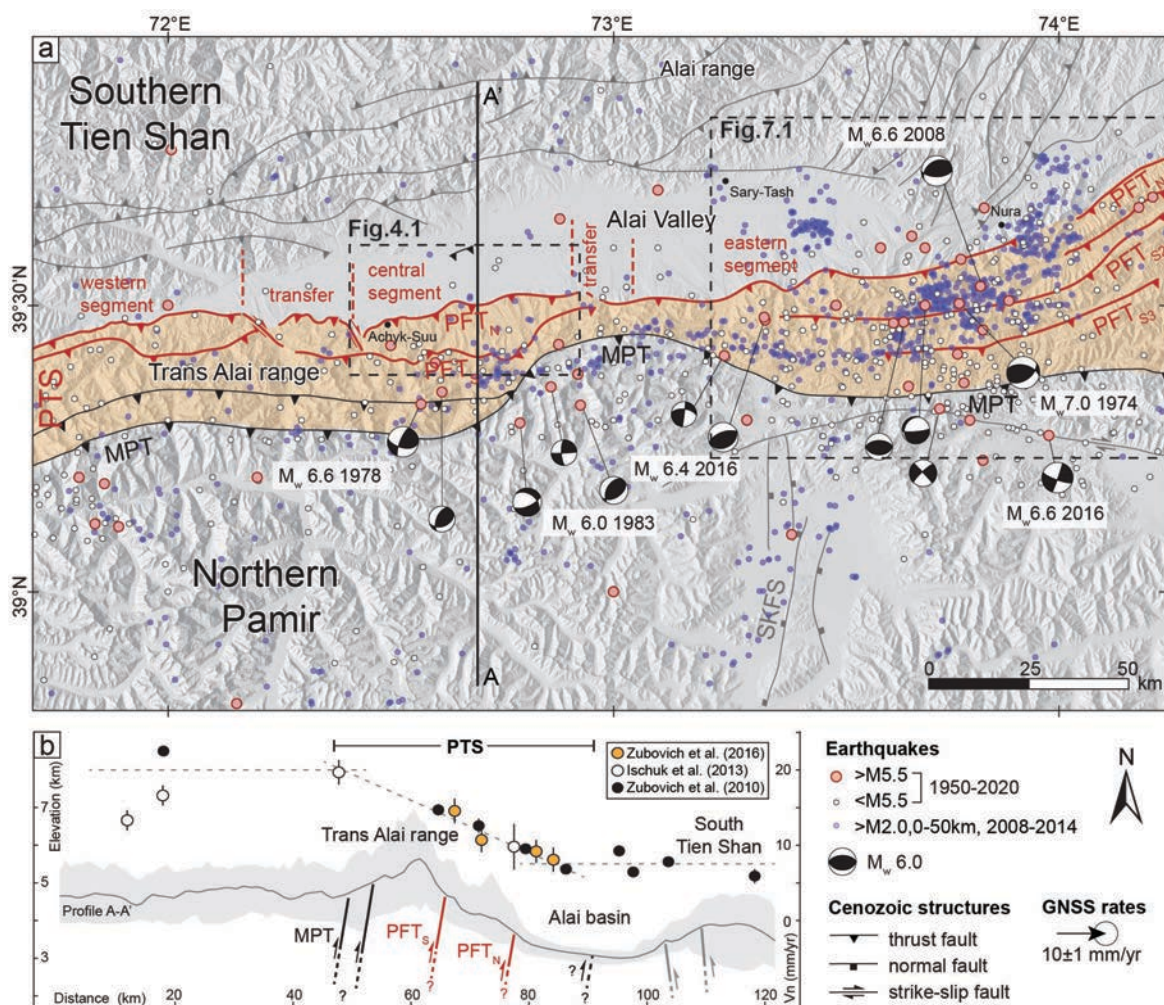 72°E 73°E 74°E
a
Southern
Tien Shan
A'
Alai range
Fig.7.1
Mw6.6 2008
PFTN
Sary-Tash
Nura
Alai Valley
Fig.4.1
PFTS2
western
segment
transfer
central
segment
transfer
eastern
segment
39°30'N
PFTN
Achyk-Suu
PFTS3
PTS
Trans Alai range
PFTS
MPT
MPT
MPT
Mw7.0 1974
Mw 6.6 1978
Mw 6.4 2016
Mw 6.0 1983
Mw6.6 2016
39°N
Northern
Pamir
SKFS
A
0 25 50
km
b
PTS
Elevation (km)
Zubovich et al. (2016)
Ischuk et al. (2013)
Zubovich et al. (2010)
20
7
Trans Alai range
South
Tien Shan
10
5
Profile A-A'
Alai basin
MPT
PFTS
PFTN
0
3
? ? ? ? ?
Distance (km) 20 40 60 80 100 120
Vn (mm/yr)
Earthquakes
>M5.5
<M5.5
1950-2020
>M2.0,0-50km, 2008-2014
Mw 6.0
N
Cenozoic structures
thrust fault
normal fault
strike-slip fault
GNSS rates
10±1 mm/yr